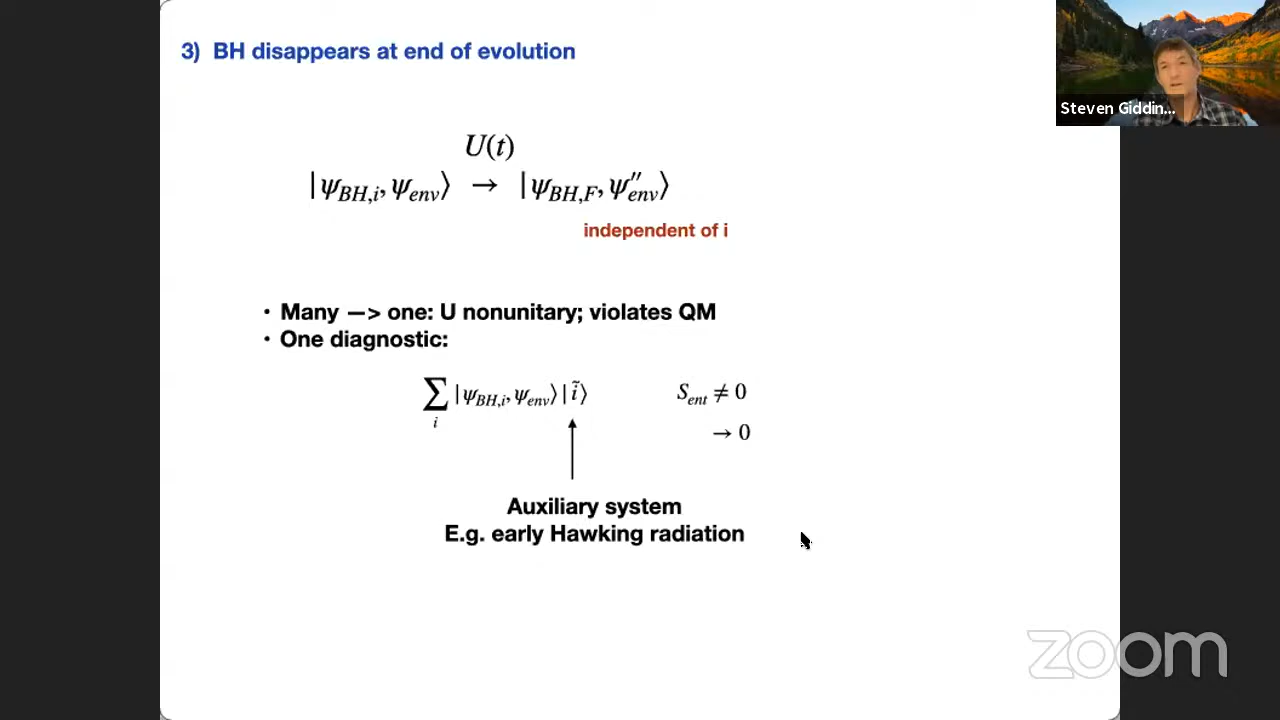 3) BH disappears at end of evolution
Steven Giddin...
U(t)
|ψ_{BH,i}, ψ_{env}⟩ → |ψ_{BH,F}, ψ″_{env}⟩
independent of i
• Many —> one: U nonunitary; violates QM
• One diagnostic:
∑_i |ψ_{BH,i}, ψ_{env}⟩|ĩ⟩ S_{ent} ≠ 0
→ 0
Auxiliary system
E.g. early Hawking radiation
zoom